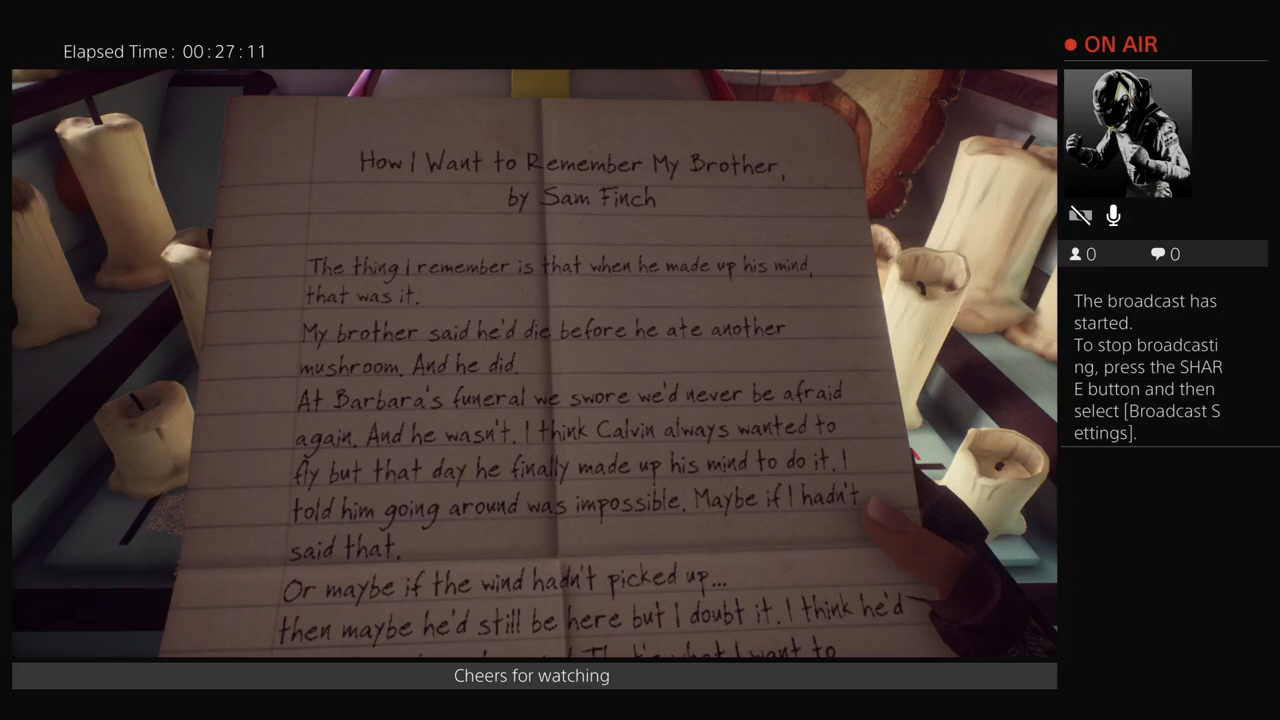 Elapsed Time: 00:27:11
ON AIR
How I Want to Remember My Brother,
by Sam Finch
The thing I remember is that when he made up his mind,
that was it.
My brother said he'd die before he ate another
mushroom. And he did.
At Barbara's funeral we swore we'd never be afraid
again. And he wasn't. I think Calvin always wanted to
fly but that day he finally made up his mind to do it. I
told him going around was impossible. Maybe if I hadn't
said that.
Or maybe if the wind hadn't picked up...
then maybe he'd still be here but I doubt it. I think he'd
what I want to
0
0
The broadcast has
started.
To stop broadcasti
ng, press the SHAR
E button and then
select [Broadcast S
ettings].
Cheers for watching